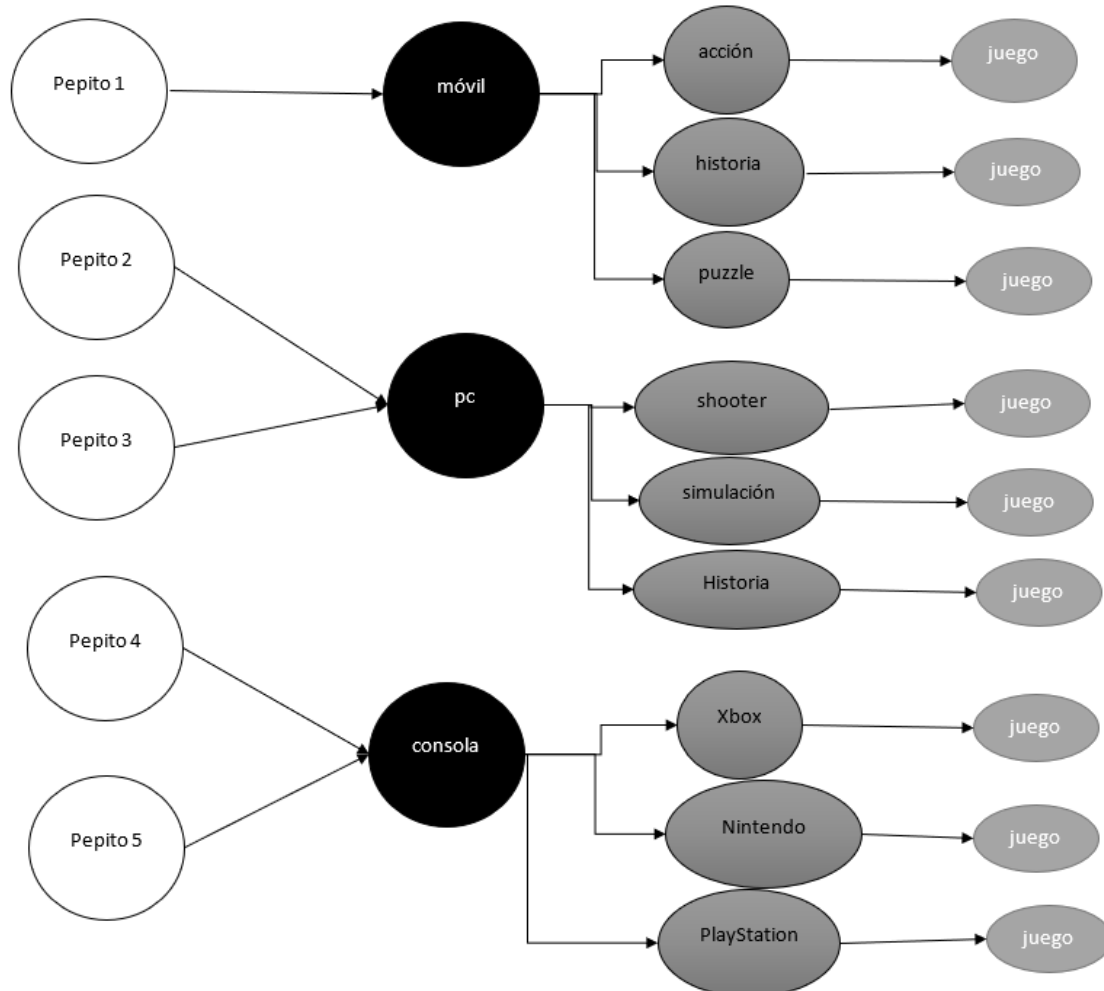 Pepito 1
móvil
acción
juego
historia
juego
puzzle
juego
Pepito 2
Pepito 3
pc
shooter
juego
simulación
juego
Historia
juego
Pepito 4
Pepito 5
consola
Xbox
juego
Nintendo
juego
PlayStation
juego